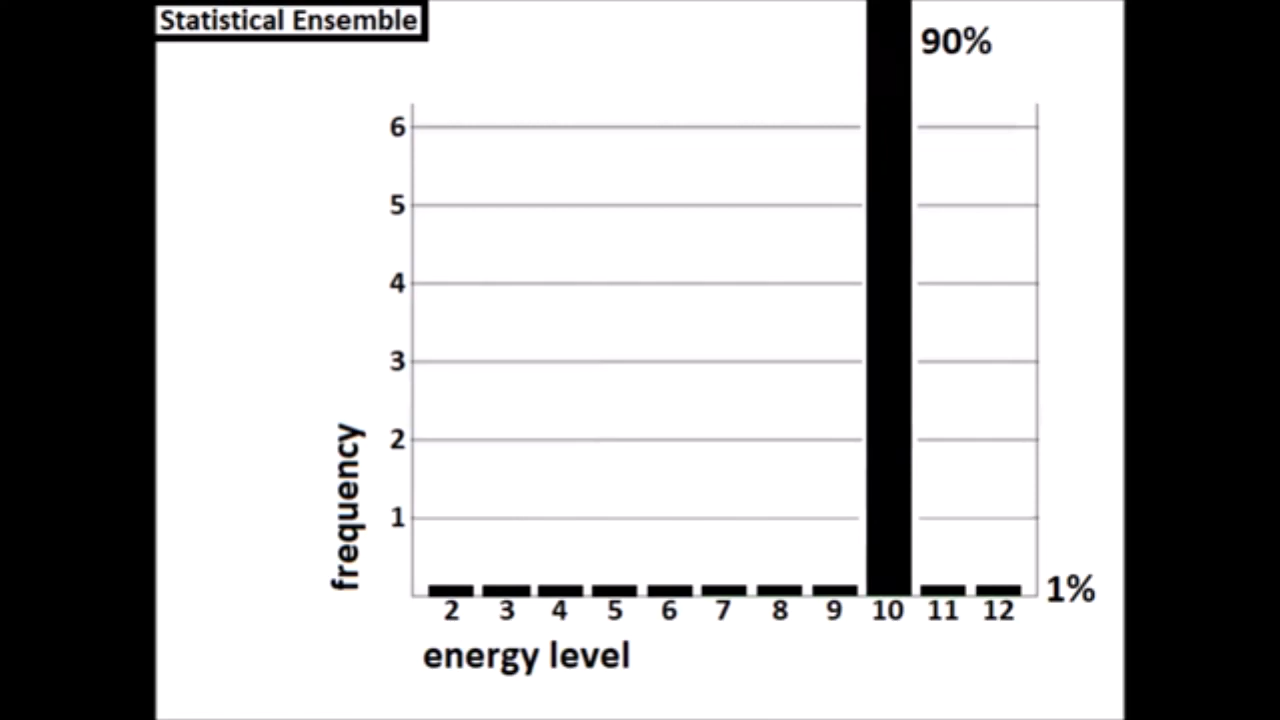 Statistical Ensemble
90%
6
5
4
3
2
1
frequency
1%
2 3 4 5 6 7 8 9 10 11 12
energy level